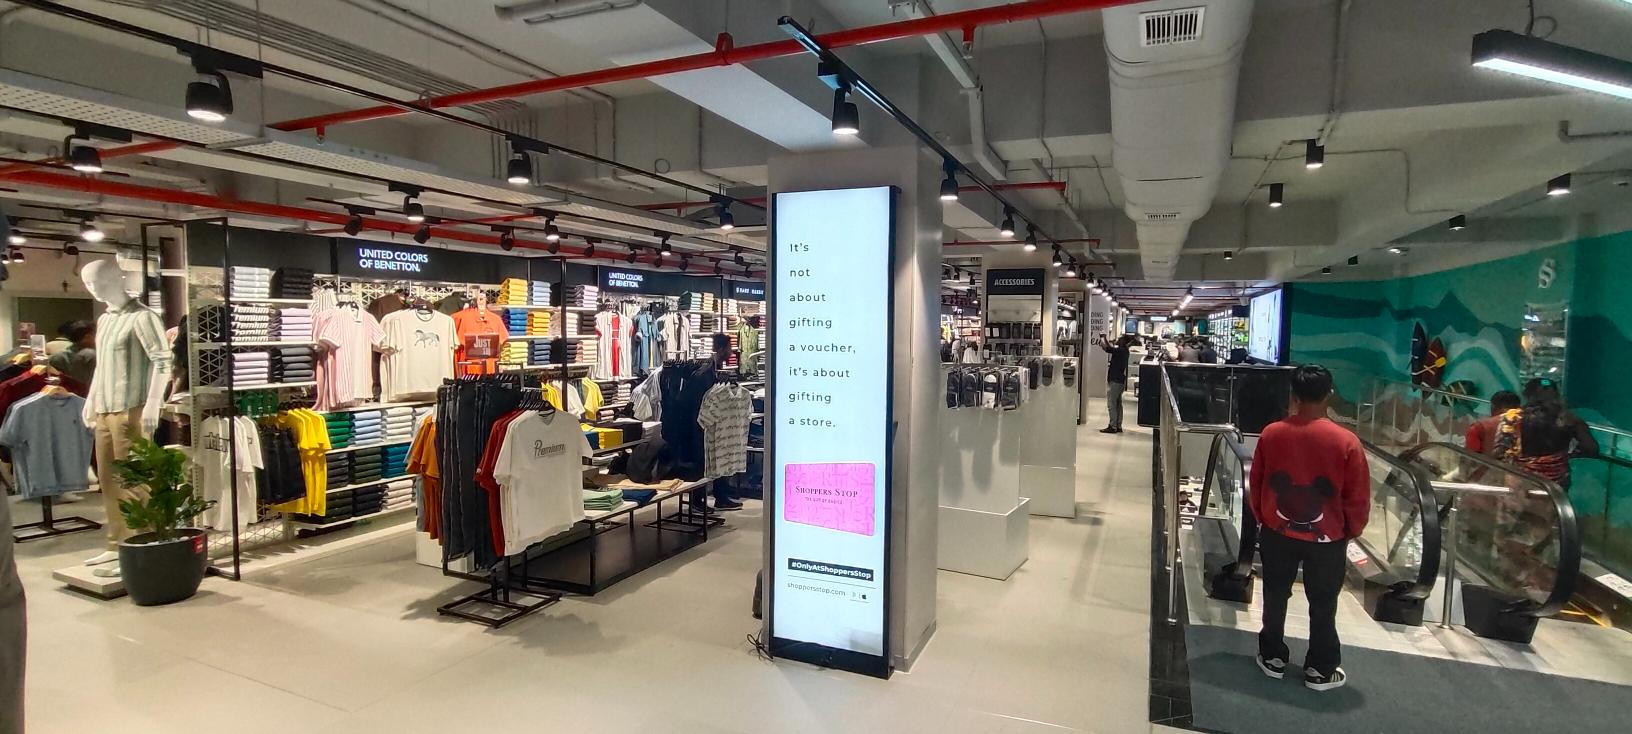 UNITED COLORS
OF BENETTON.
UNITED COLORS
OF BENETTON.
It's
not
about
gifting
a voucher,
it's about
gifting
a store.
SHOPPERS STOP
#OnlyAtShoppersStop
shoppersstop.com
ACCESSORIES
Premium
JUST